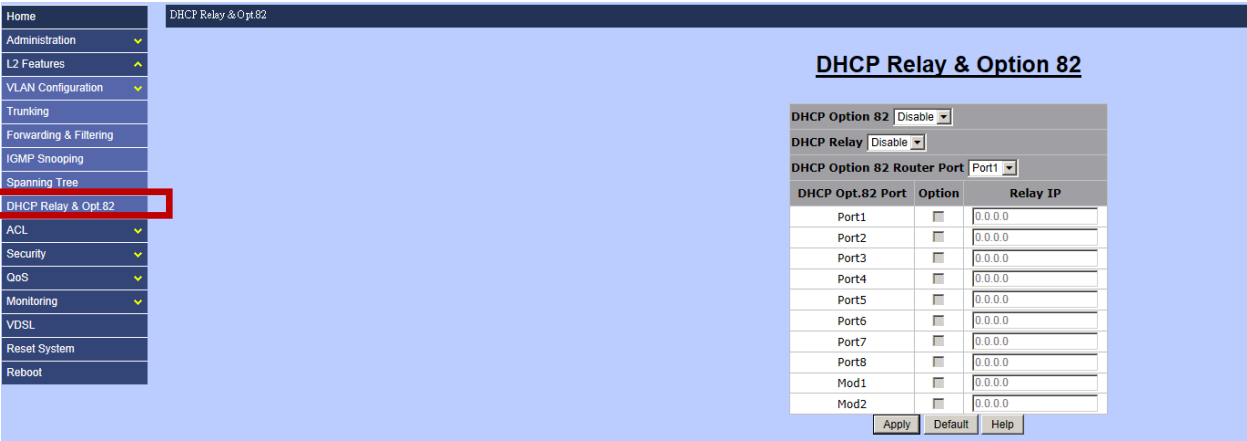 Home
DHCP Relay & Opt.82
Administration
L2 Features
VLAN Configuration
Trunking
Forwarding & Filtering
IGMP Snooping
Spanning Tree
DHCP Relay & Opt.82
ACL
Security
QoS
Monitoring
VDSL
Reset System
Reboot
DHCP Relay & Option 82
DHCP Option 82 Disable
DHCP Relay Disable
DHCP Option 82 Router Port Port1
DHCP Opt.82 Port Option Relay IP
Port1 0.0.0.0
Port2 0.0.0.0
Port3 0.0.0.0
Port4 0.0.0.0
Port5 0.0.0.0
Port6 0.0.0.0
Port7 0.0.0.0
Port8 0.0.0.0
Mod1 0.0.0.0
Mod2 0.0.0.0
Apply Default Help